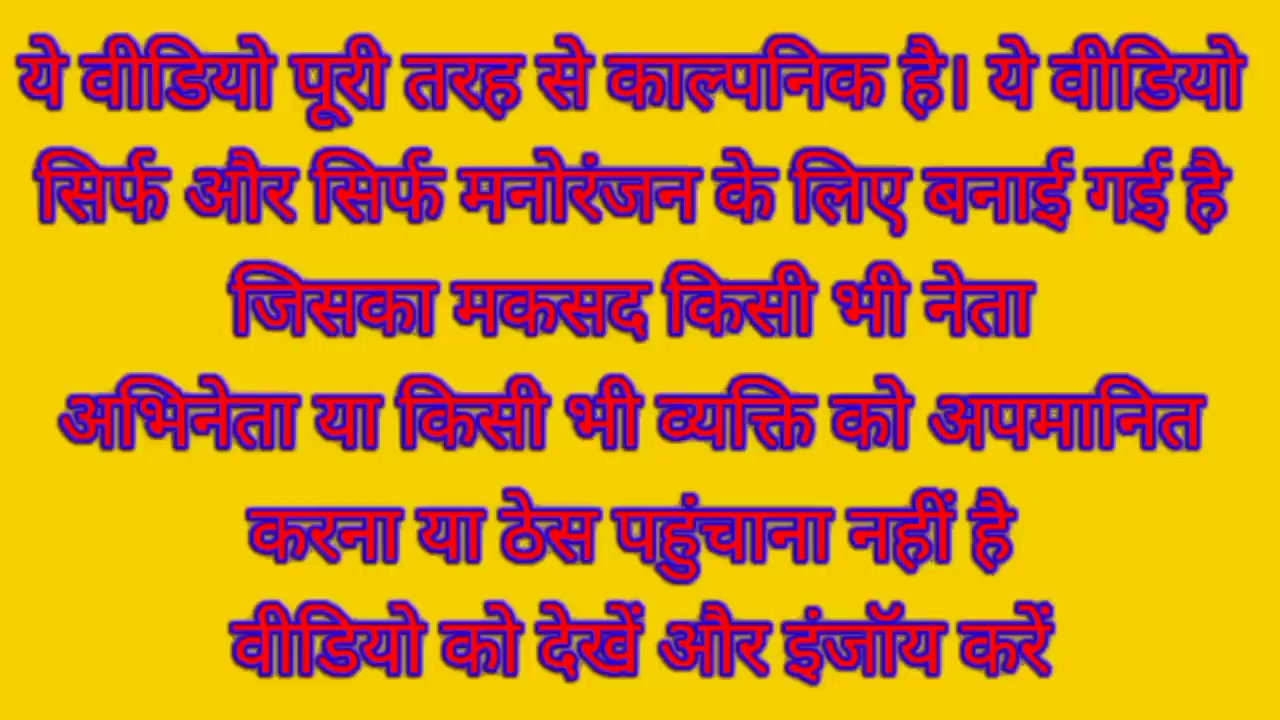 ये वीडियो पूरी तरह से काल्पनिक है। ये वीडियो
सिर्फ और सिर्फ मनोरंजन के लिए बनाई गई है
जिसका मकसद किसी भी नेता
अभिनेता या किसी भी व्यक्ति को अपमानित
करना या ठेस पहुंचाना नहीं है
वीडियो को देखें और इंजॉय करें